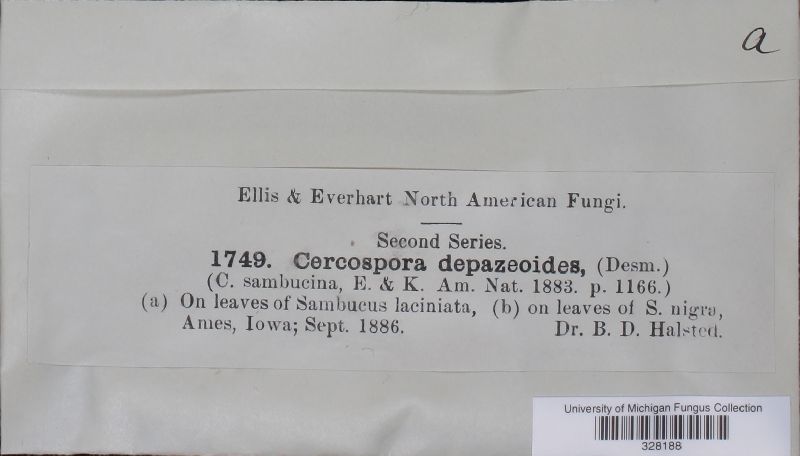 a
Ellis & Everhart North American Fungi.
Second Series.
1749. Cercospora depazeoides, (Desm.)
(C. sambucina, E. & K. Am. Nat. 1883. p. 1166.)
(a) On leaves of Sambucus laciniata, (b) on leaves of S. nigra,
Ames, Iowa; Sept. 1886. Dr. B. D. Halsted.
University of Michigan Fungus Collection
328188